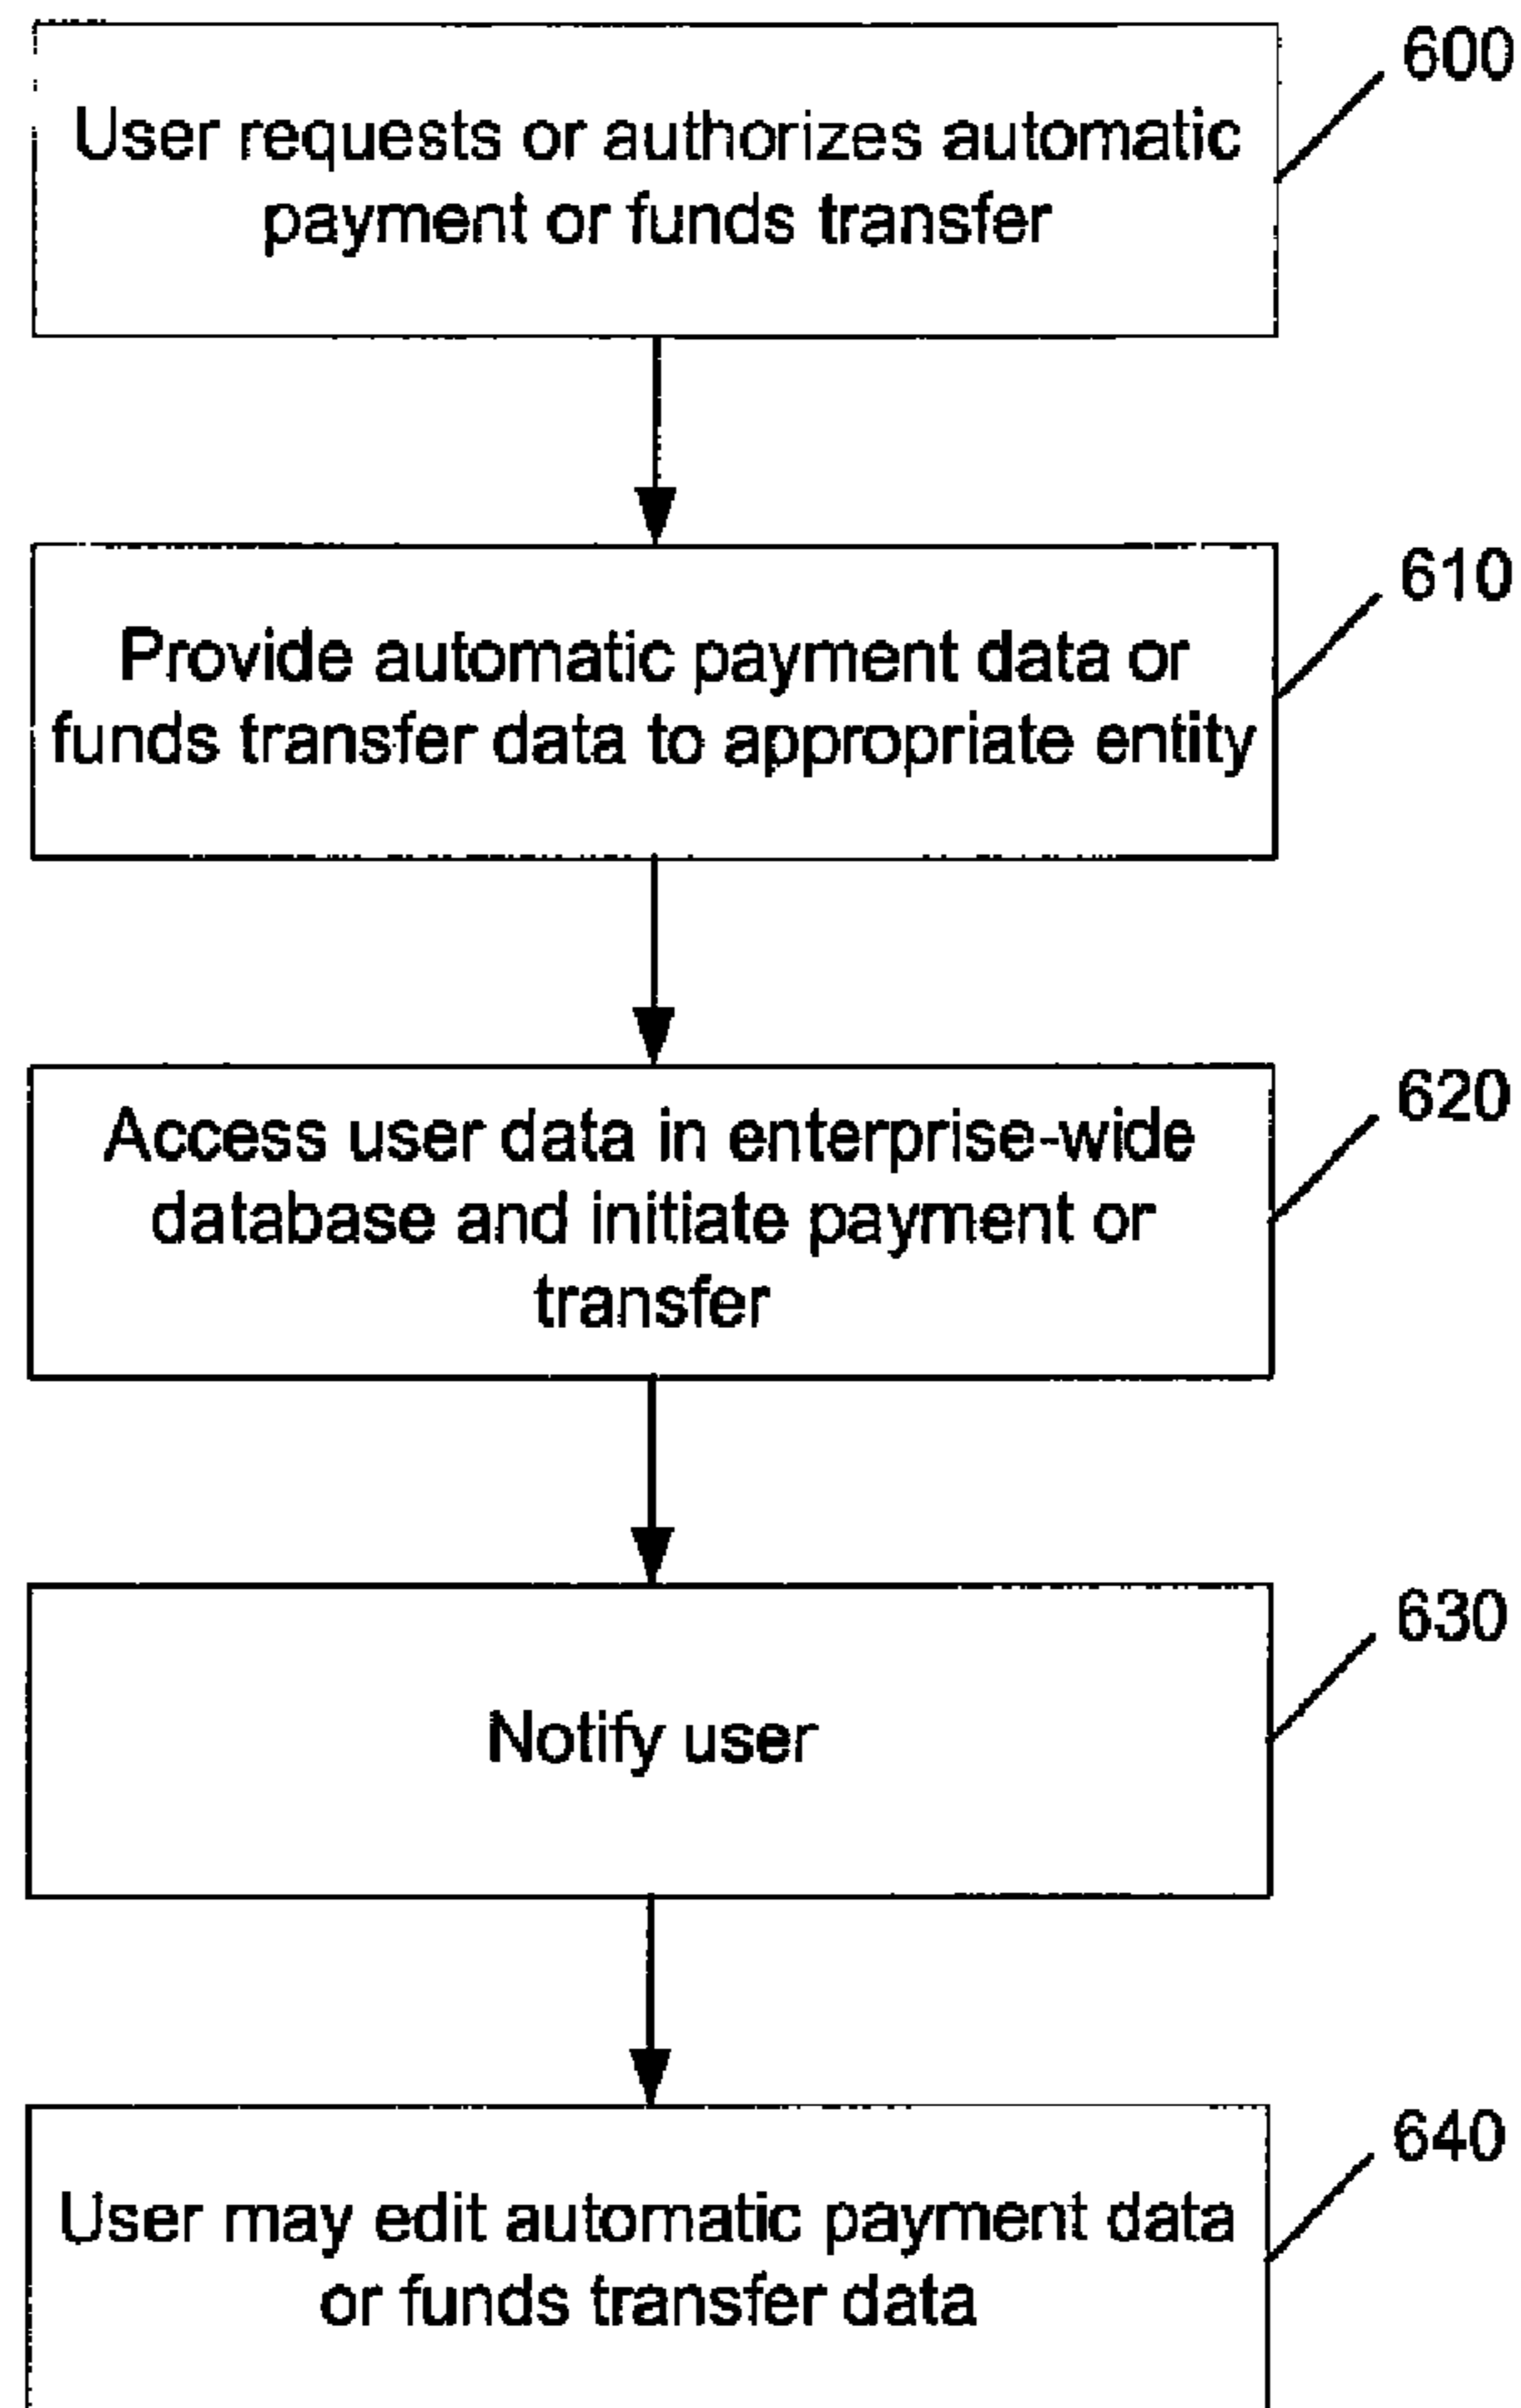 600
User requests or authorizes automatic
payment or funds transfer
610
Provide automatic payment data or
funds transfer data to appropriate entity
620
Access user data in enterprise-wide
database and initiate payment or
transfer
630
Notify user
640
User may edit automatic payment data
or funds transfer data